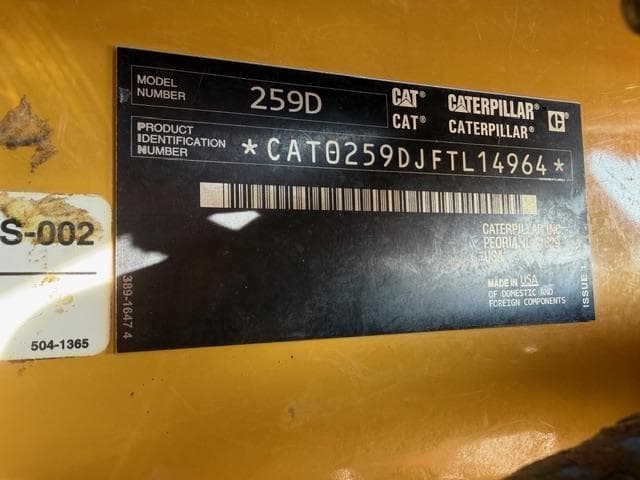 MODEL
NUMBER
259D
CAT® CATERPILLAR® C
CAT® CATERPILLAR®
PRODUCT
IDENTIFICATION
NUMBER
*CAT0259DJFTL14964*
CATERPILLAR INC.
PEORIA,
USA
MADE IN USA
OF DOMESTIC AND
FOREIGN COMPONENTS
ISSUE
389-1647 4
S-002
504-1365